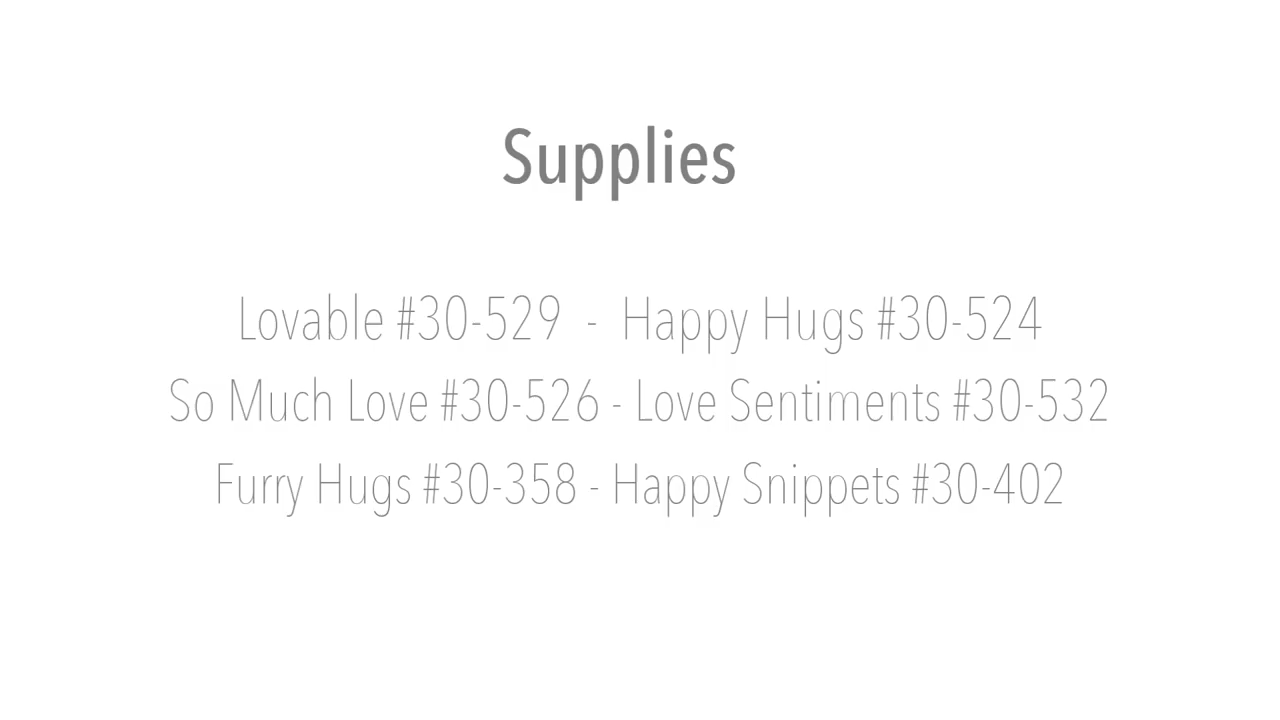 Supplies
Lovable #30-529 - Happy Hugs #30-524
So Much Love #30-526 - Love Sentiments #30-532
Furry Hugs #30-358 - Happy Snippets #30-402